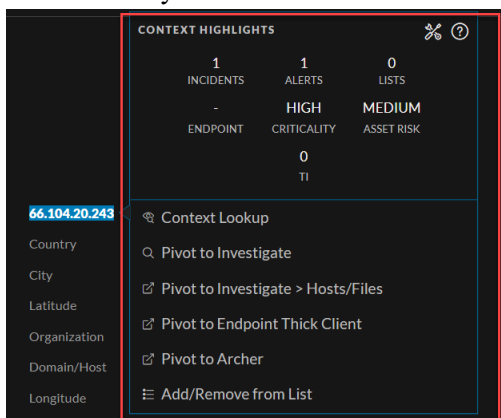 CONTEXT HIGHLIGHTS
1 1 0
INCIDENTS ALERTS LISTS
- HIGH MEDIUM
ENDPOINT CRITICALITY ASSET RISK
0
TI
66.104.20.243
Country
City
Latitude
Organization
Domain/Host
Longitude
Context Lookup
Pivot to Investigate
Pivot to Investigate > Hosts/Files
Pivot to Endpoint Thick Client
Pivot to Archer
Add/Remove from List